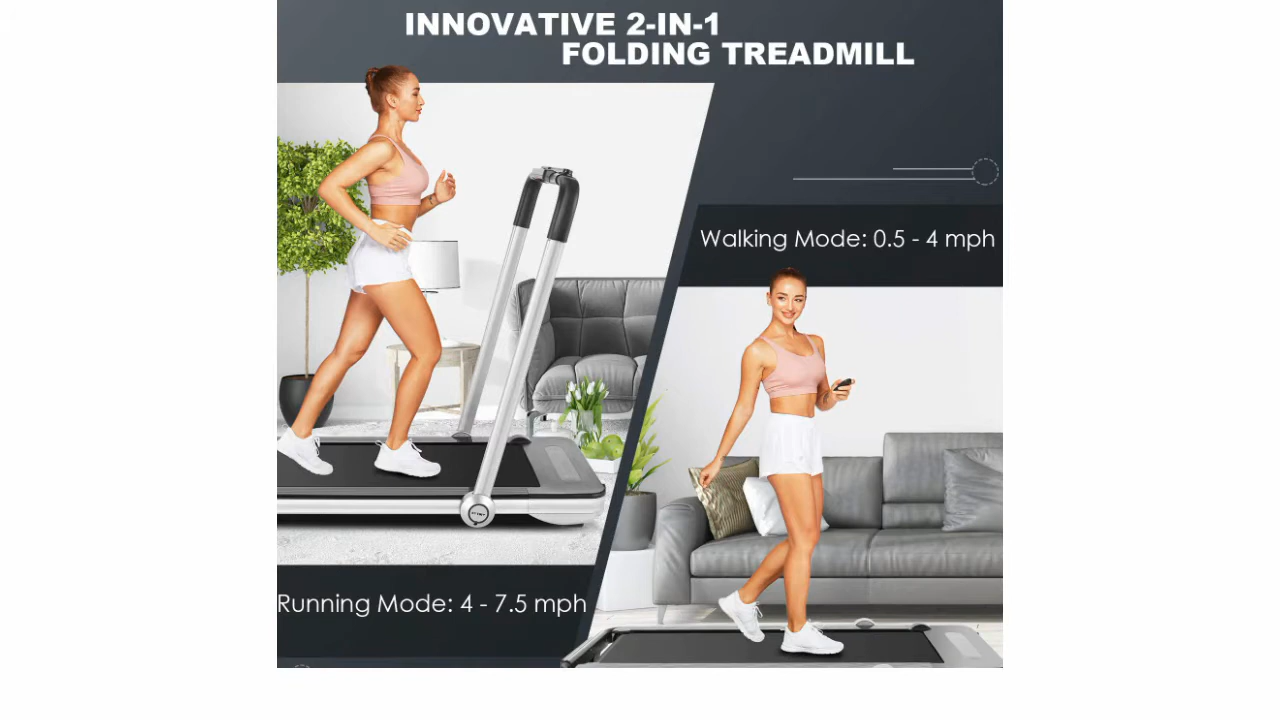 INNOVATIVE 2-IN-1
FOLDING TREADMILL
Walking Mode: 0.5 - 4 mph
Running Mode: 4 - 7.5 mph